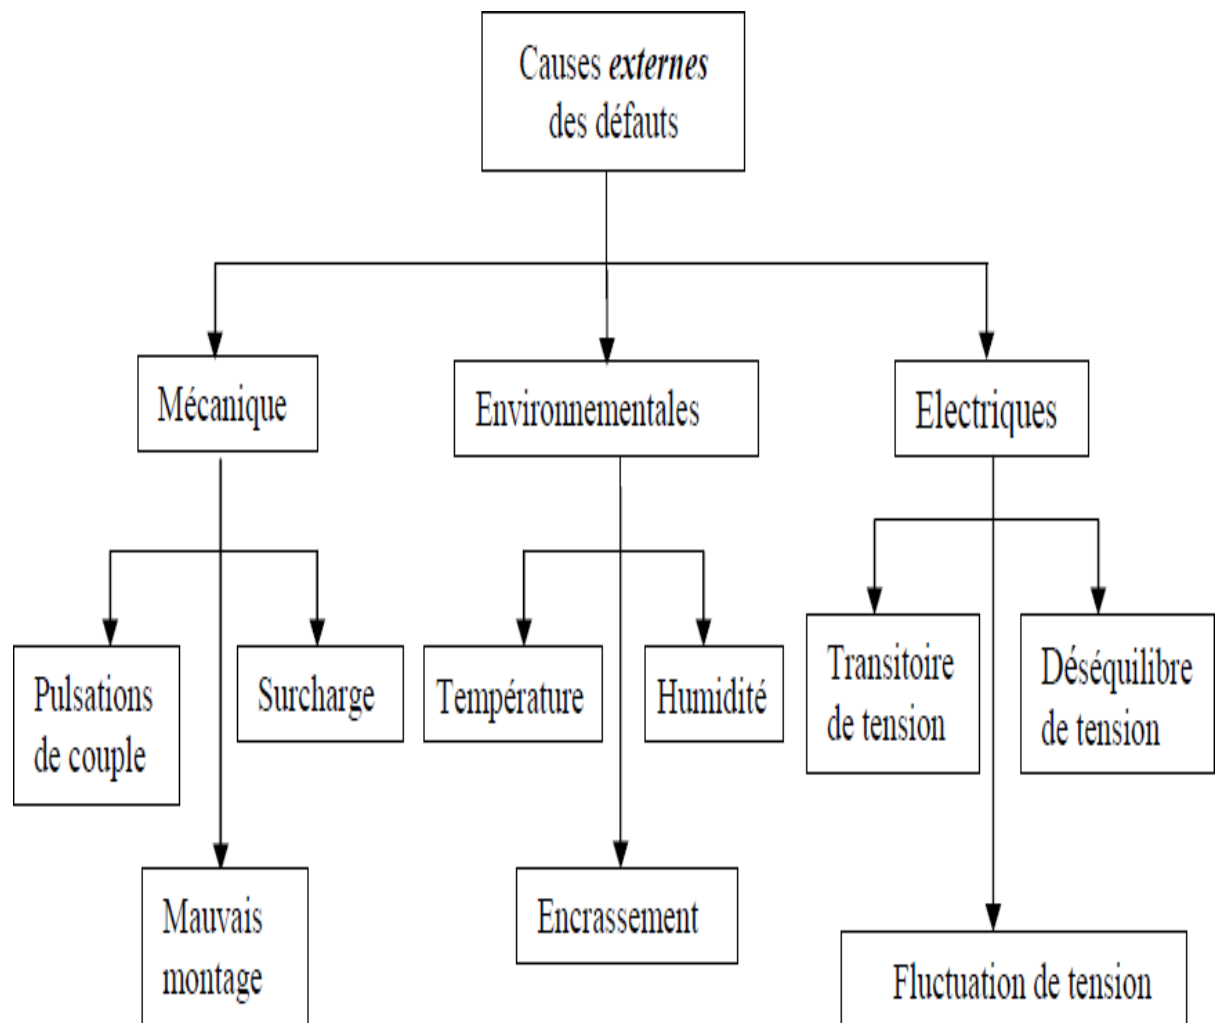 Causes externes
des défauts
Mécanique
Environnementales
Electriques
Pulsations
de couple
Surcharge
Température
Humidité
Transitoire
de tension
Déséquilibre
de tension
Mauvais
montage
Encrassement
Fluctuation de tension